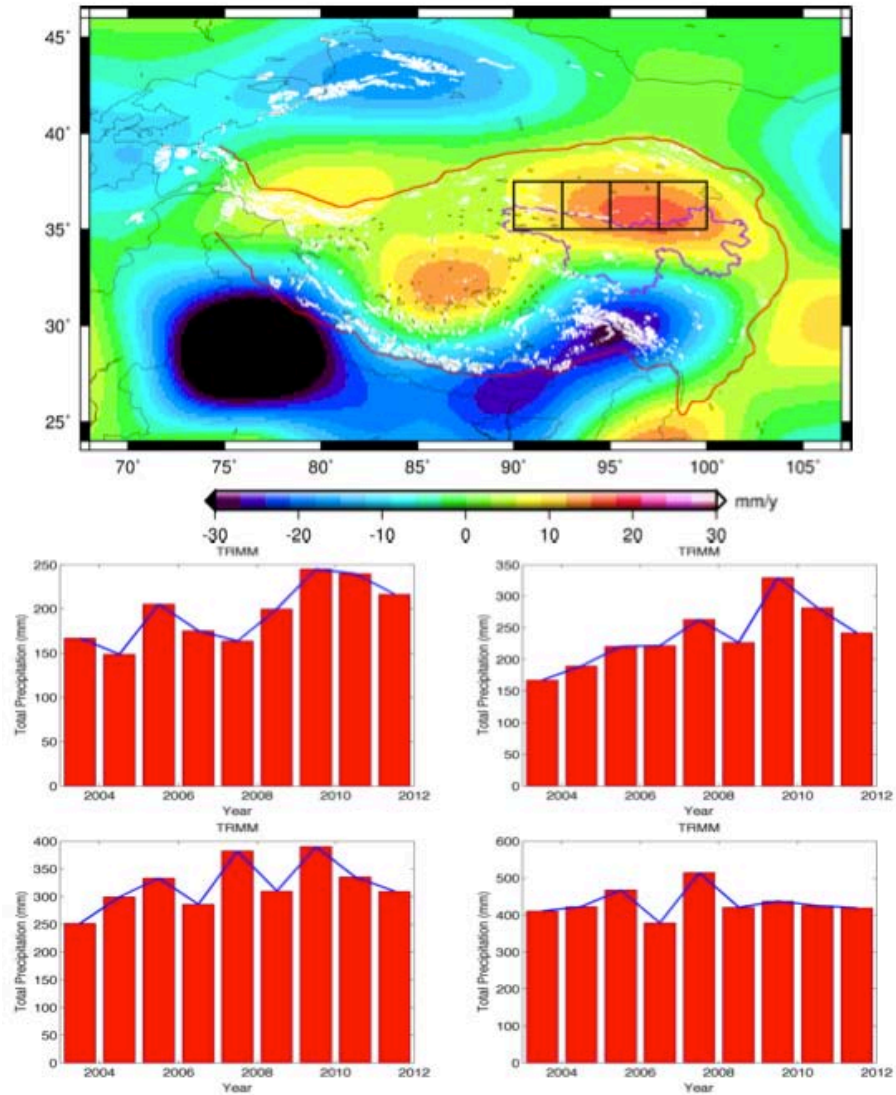 45˚
40˚
35˚
30˚
25˚
70˚ 75˚ 80˚ 85˚ 90˚ 95˚ 100˚ 105˚
mm/y
-30 -20 -10 0 10 20 30
TRMM TRMM
250
200
150
100
50
0
Total Precipitation (mm)
2004 2006 2008 2010 2012
Year
350
300
250
200
150
100
50
0
Total Precipitation (mm)
2004 2006 2008 2010 2012
Year
TRMM TRMM
400
350
300
250
200
150
100
50
0
Total Precipitation (mm)
2004 2006 2008 2010 2012
Year
600
500
400
300
200
100
0
Total Precipitation (mm)
2004 2006 2008 2010 2012
Year